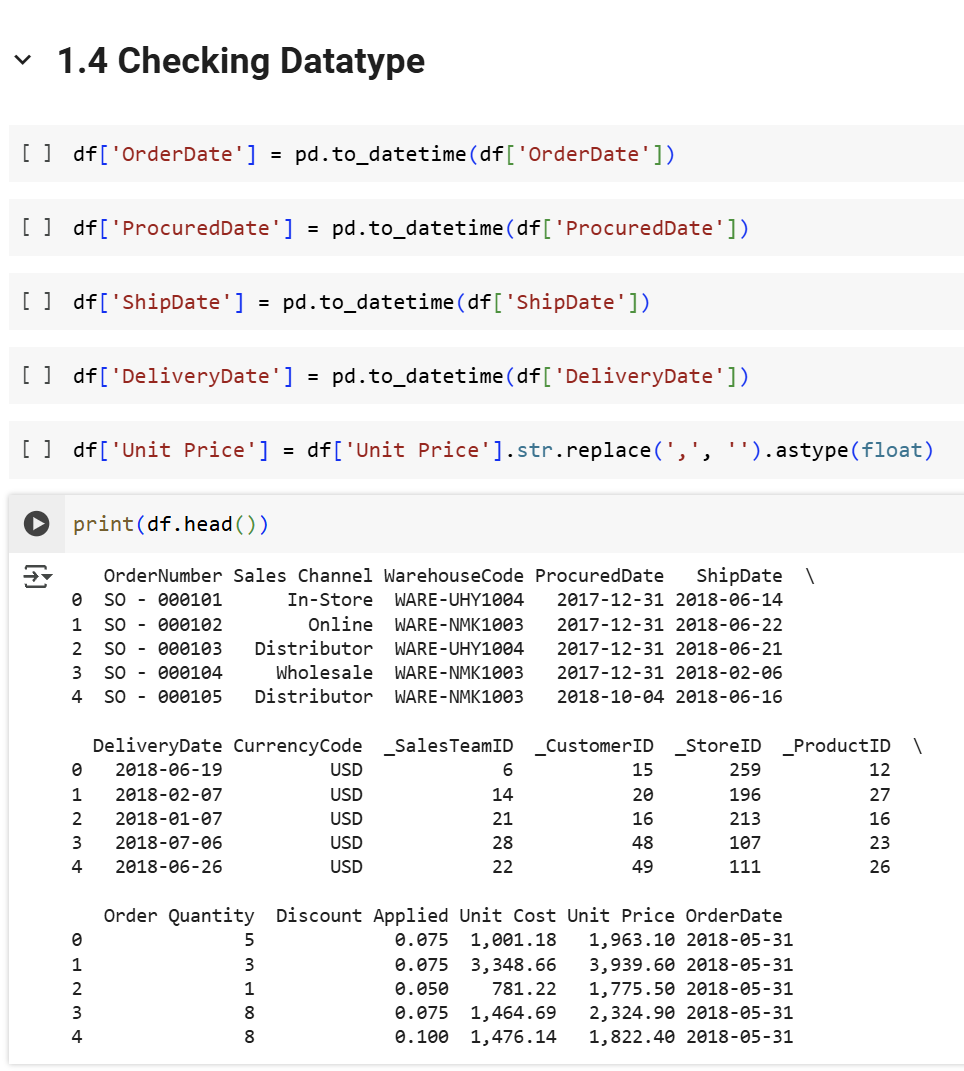 1.4 Checking Datatype
[ ] df['OrderDate'] = pd.to_datetime(df['OrderDate'])
[ ] df['ProcuredDate'] = pd.to_datetime(df['ProcuredDate'])
[ ] df['ShipDate'] = pd.to_datetime(df['ShipDate'])
[ ] df['DeliveryDate'] = pd.to_datetime(df['DeliveryDate'])
[ ] df['Unit Price'] = df['Unit Price'].str.replace(',', '').astype(float)
print(df.head())
   OrderNumber Sales Channel WarehouseCode ProcuredDate   ShipDate  \
0  SO - 000101      In-Store  WARE-UHY1004   2017-12-31 2018-06-14
1  SO - 000102        Online  WARE-NMK1003   2017-12-31 2018-06-22
2  SO - 000103   Distributor  WARE-UHY1004   2017-12-31 2018-06-21
3  SO - 000104     Wholesale  WARE-NMK1003   2017-12-31 2018-02-06
4  SO - 000105   Distributor  WARE-NMK1003   2018-10-04 2018-06-16
  DeliveryDate CurrencyCode  _SalesTeamID  _CustomerID  _StoreID  _ProductID  \
0   2018-06-19          USD             6           15       259          12
1   2018-02-07          USD            14           20       196          27
2   2018-01-07          USD            21           16       213          16
3   2018-07-06          USD            28           48       107          23
4   2018-06-26          USD            22           49       111          26
   Order Quantity  Discount Applied Unit Cost Unit Price OrderDate
0               5             0.075  1,001.18   1,963.10 2018-05-31
1               3             0.075  3,348.66   3,939.60 2018-05-31
2               1             0.050    781.22   1,775.50 2018-05-31
3               8             0.075  1,464.69   2,324.90 2018-05-31
4               8             0.100  1,476.14   1,822.40 2018-05-31